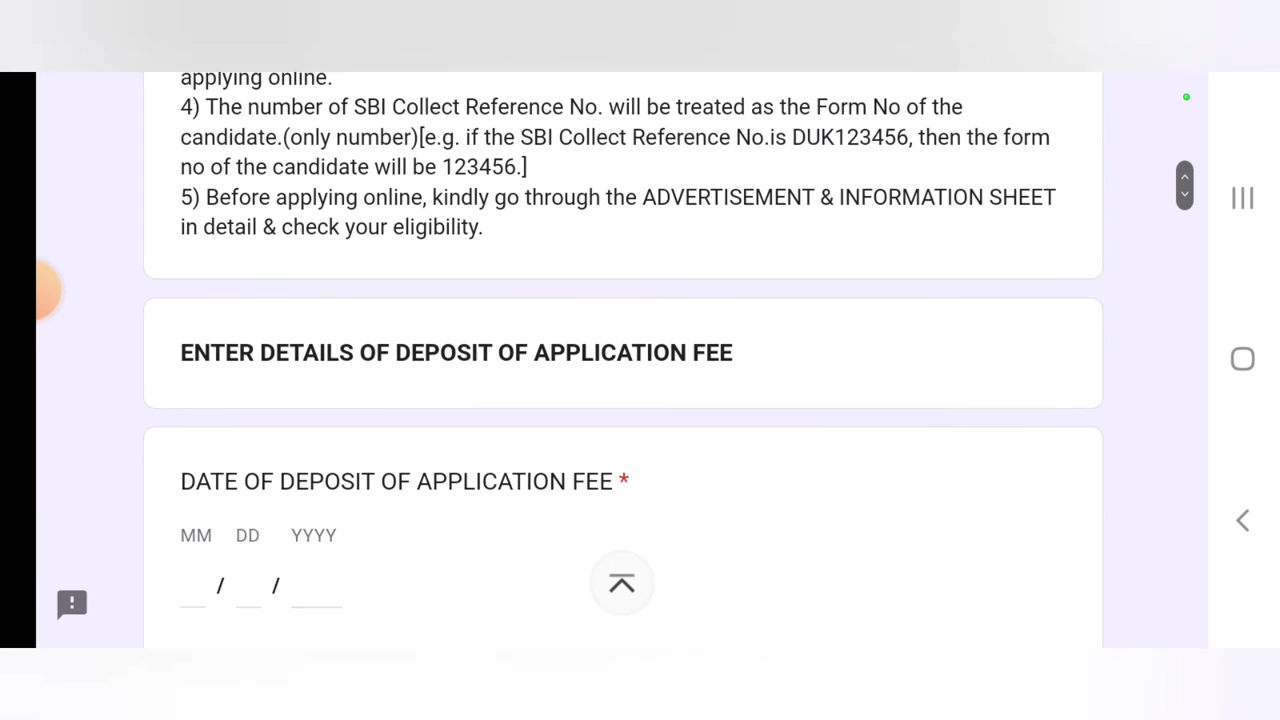 applying online.
4) The number of SBI Collect Reference No. will be treated as the Form No of the
candidate.(only number)[e.g. if the SBI Collect Reference No.is DUK123456, then the form
no of the candidate will be 123456.]
5) Before applying online, kindly go through the ADVERTISEMENT & INFORMATION SHEET
in detail & check your eligibility.
ENTER DETAILS OF DEPOSIT OF APPLICATION FEE
DATE OF DEPOSIT OF APPLICATION FEE *
MM DD YYYY
/ /